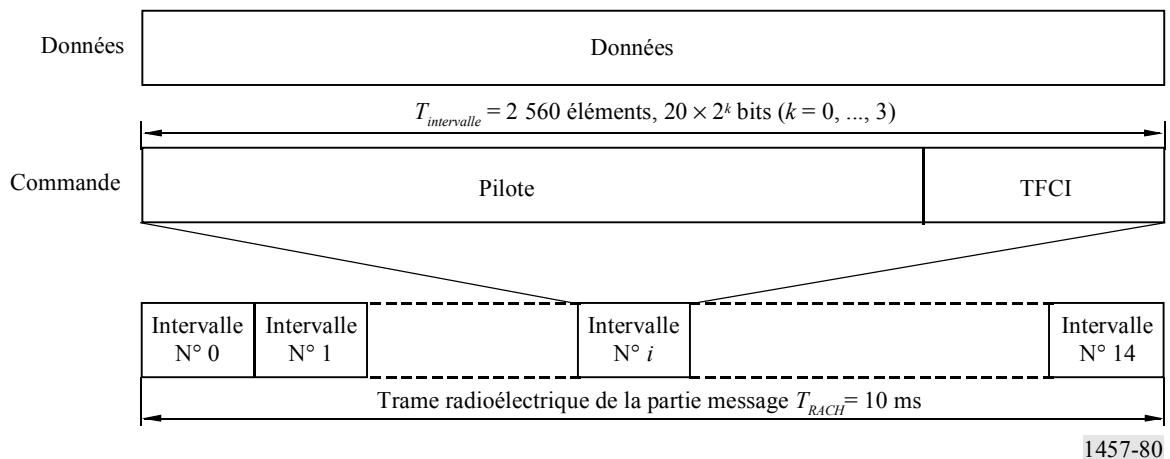 Données
Données
T_intervalle = 2 560 éléments, 20 × 2^k bits (k = 0, ..., 3)
Commande
Pilote
TFCI
Intervalle
N° 0
Intervalle
N° 1
Intervalle
N° i
Intervalle
N° 14
Trame radioélectrique de la partie message T_RACH= 10 ms
1457-80